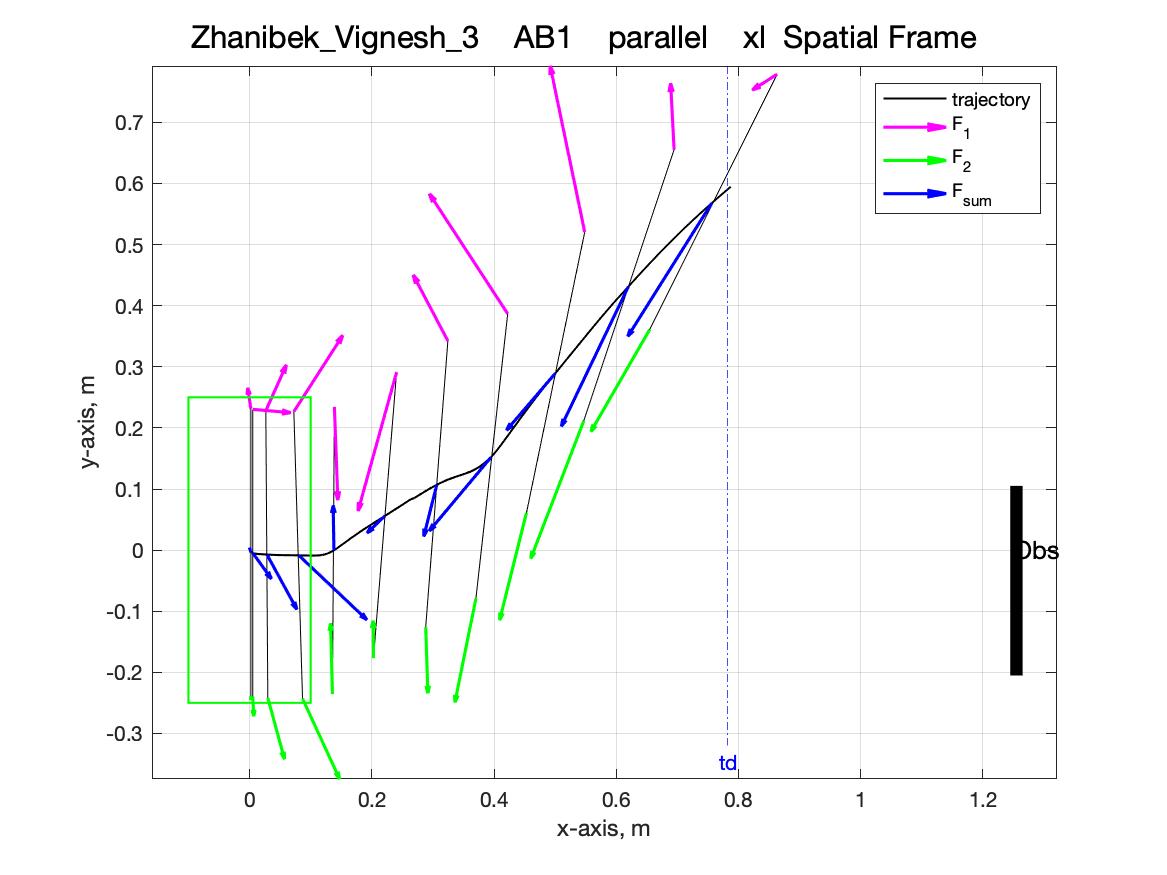 Zhanibek_Vignesh_3 AB1 parallel xl Spatial Frame
trajectory
F1
F2
Fsum
0.7
0.6
0.5
0.4
0.3
0.2
0.1
0
-0.1
-0.2
-0.3
y-axis, m
Obs
td
0 0.2 0.4 0.6 0.8 1 1.2
x-axis, m